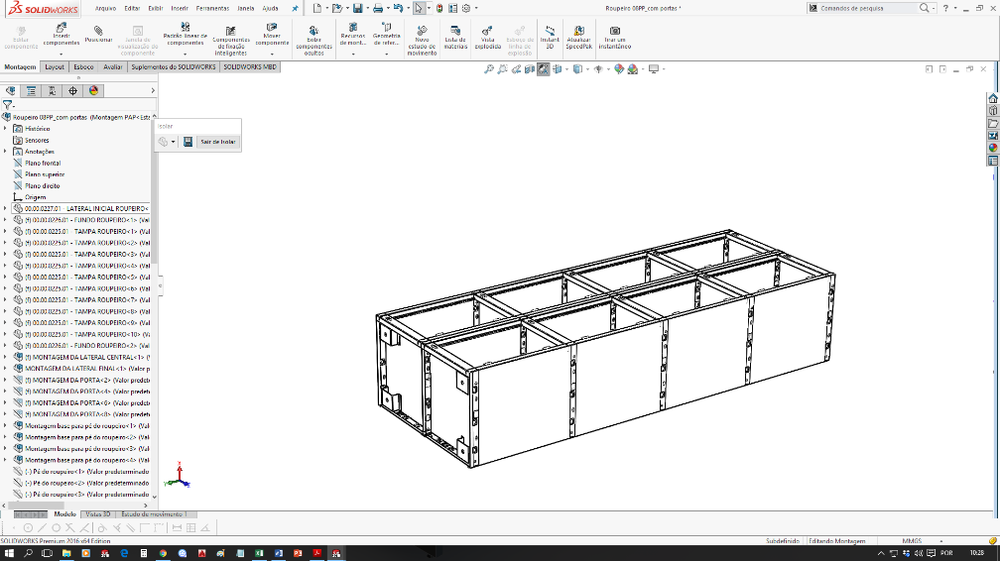 SOLIDWORKS
Arquivo Editar Exibir Inserir Ferramentas Janela Ajuda
Roupeiro 08PP_com portas *
Comandos de pesquisa
Editar componente
Inserir componentes
Posicionar
Janela de visualização do componente
Padrão linear de componentes
Componentes de fixação inteligentes
Mover componente
Exibir componentes ocultos
Recursos de mont...
Geometria de refer...
Novo estudo de movimento
Lista de materiais
Vista explodida
Esboço de linha de explosão
Instant 3D
Atualizar SpeedPak
Tirar um instantâneo
Montagem Layout Esboco Avaliar Suplementos do SOLIDWORKS SOLIDWORKS MBD
Isolar
Sair de Isolar
Roupeiro 08PP_com portas (Montagem PAP<Esta
Histórico
Sensores
Anotações
Plano frontal
Plano superior
Plano direito
Origem
00.00.0227.01 - LATERAL INICIAL ROUPEIRO<
(f) 00.00.0226.01 - FUNDO ROUPEIRO<1> (Val
(f) 00.00.0225.01 - TAMPA ROUPEIRO<1> (Val
(f) 00.00.0225.01 - TAMPA ROUPEIRO<2> (Val
(f) 00.00.0225.01 - TAMPA ROUPEIRO<3> (Val
(f) 00.00.0225.01 - TAMPA ROUPEIRO<4> (Val
(f) 00.00.0225.01 - TAMPA ROUPEIRO<5> (Val
(f) 00.00.0225.01 - TAMPA ROUPEIRO<6> (Val
(f) 00.00.0225.01 - TAMPA ROUPEIRO<7> (Val
(f) 00.00.0225.01 - TAMPA ROUPEIRO<8> (Val
(f) 00.00.0225.01 - TAMPA ROUPEIRO<9> (Val
(f) 00.00.0225.01 - TAMPA ROUPEIRO<10> (Va
(f) 00.00.0226.01 - FUNDO ROUPEIRO<2> (Val
(f) MONTAGEM DA LATERAL CENTRAL<1> (V
MONTAGEM DA LATERAL FINAL<1> (Valor p
(f) MONTAGEM DA PORTA<2> (Valor predet
(f) MONTAGEM DA PORTA<4> (Valor predet
(f) MONTAGEM DA PORTA<6> (Valor predet
(f) MONTAGEM DA PORTA<8> (Valor predet
Montagem base para pé do roupeiro<1> (Val
Montagem base para pé do roupeiro<2> (Val
Montagem base para pé do roupeiro<3> (Val
Montagem base para pé do roupeiro<4> (Val
(-) Pé do roupeiro<1> (Valor predeterminado
(-) Pé do roupeiro<2> (Valor predeterminado
(-) Pé do roupeiro<3> (Valor predeterminado
Modelo Vistas 3D Estudo de movimento 1
SOLIDWORKS Premium 2016 x64 Edition
Subdefinido Editando Montagem MMGS
POR 10:28